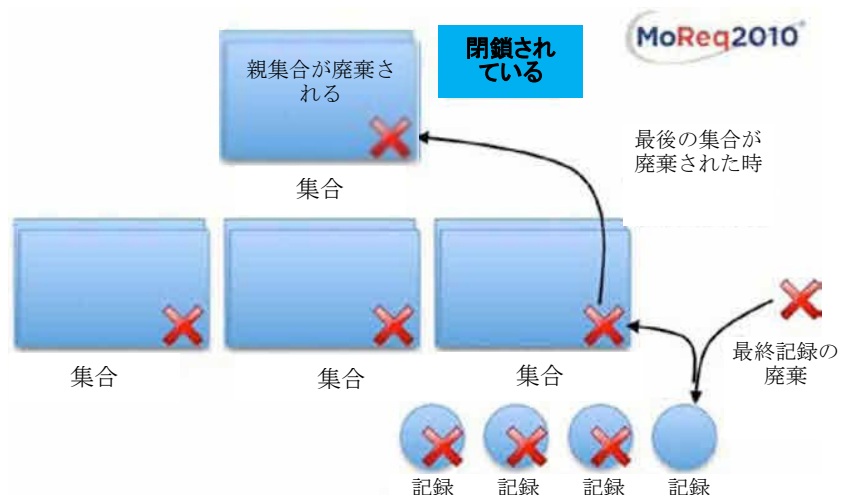 親集合が廃棄さ
れる
閉鎖され
ている
MoReq2010®
集合
最後の集合が
廃棄された時
集合
集合
集合
最終記録の
廃棄
記録
記録
記録
記録